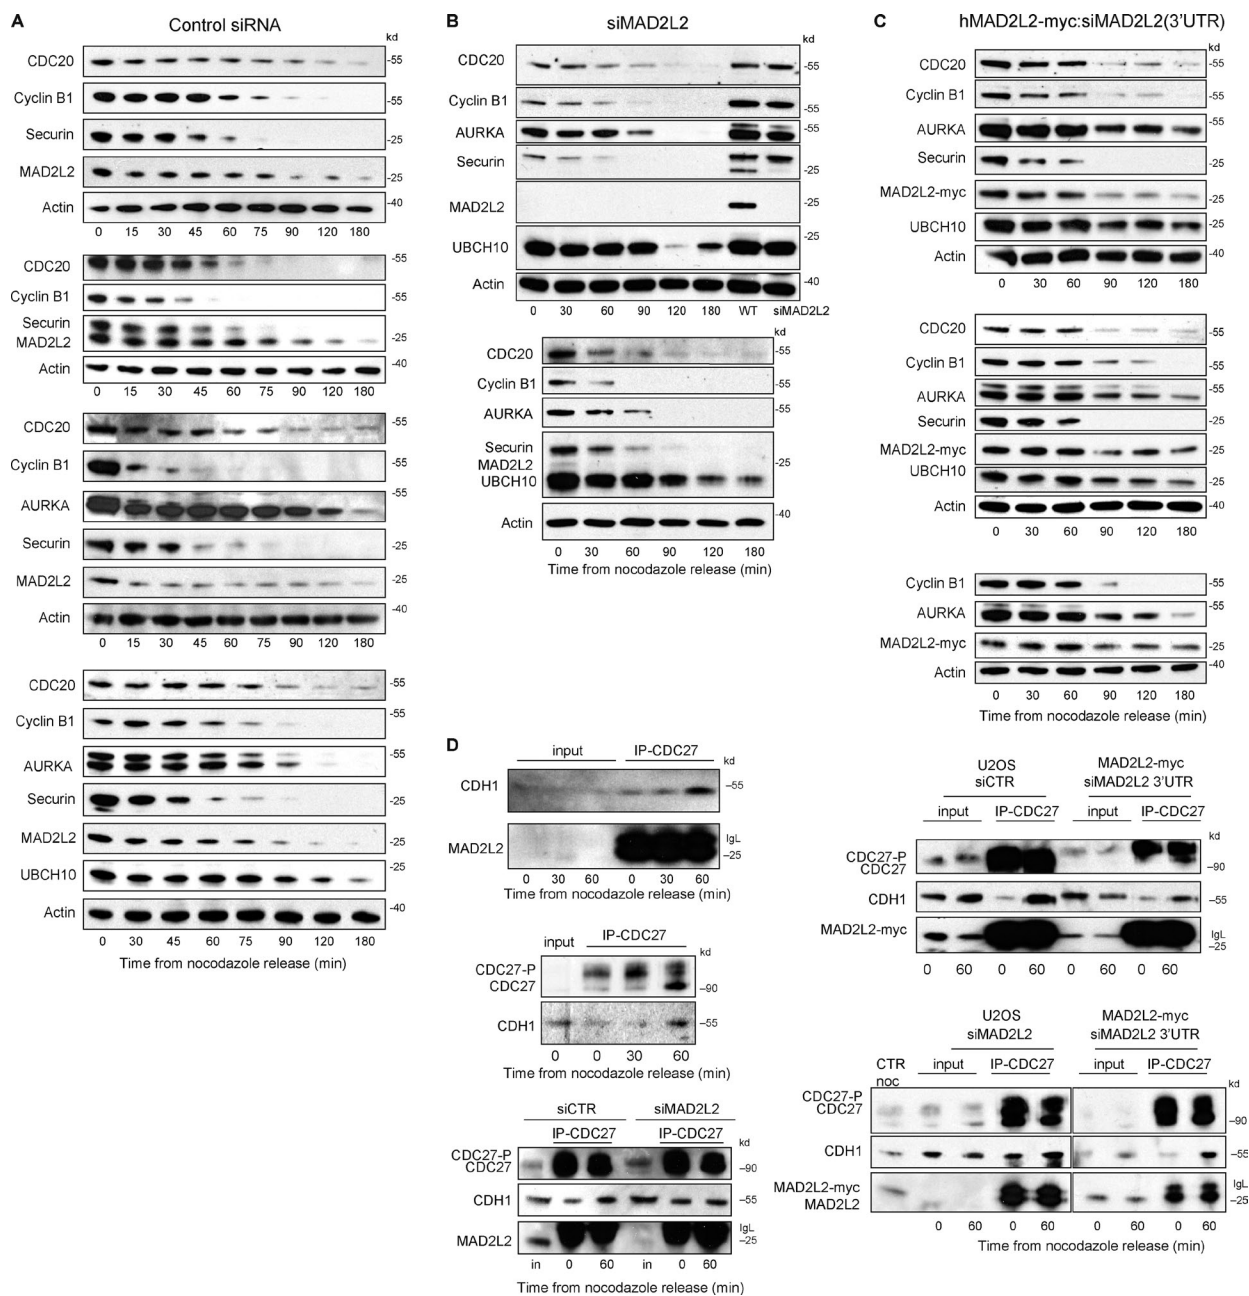 A
Control siRNA
kd
CDC20
-55
Cyclin B1
-55
Securin
-25
MAD2L2
-25
Actin
-40
0 15 30 45 60 75 90 120 180
CDC20
-55
Cyclin B1
-55
Securin
MAD2L2
-25
Actin
-40
0 15 30 45 60 75 90 120 180
CDC20
-55
Cyclin B1
-55
AURKA
-55
Securin
-25
MAD2L2
-25
Actin
-40
0 15 30 45 60 75 90 120 180
CDC20
-55
Cyclin B1
-55
AURKA
-55
Securin
-25
MAD2L2
-25
UBCH10
-25
Actin
-40
0 30 45 60 75 90 120 180
Time from nocodazole release (min)
B
siMAD2L2
kd
CDC20
-55
Cyclin B1
-55
AURKA
-55
Securin
-25
MAD2L2
-25
UBCH10
-25
Actin
-40
0 30 60 90 120 180 WT siMAD2L2
kd
CDC20
-55
Cyclin B1
-55
AURKA
-55
Securin
MAD2L2
-25
UBCH10
Actin
-40
0 30 60 90 120 180
Time from nocodazole release (min)
C
hMAD2L2-myc:siMAD2L2(3'UTR)
kd
CDC20
-55
Cyclin B1
-55
AURKA
-55
Securin
-25
MAD2L2-myc
-25
UBCH10
-25
Actin
-40
0 30 60 90 120 180
CDC20
-55
Cyclin B1
-55
AURKA
-55
Securin
-25
MAD2L2-myc
-25
UBCH10
-25
Actin
-40
0 30 60 90 120 180
Cyclin B1
-55
AURKA
-55
MAD2L2-myc
-25
Actin
-40
0 30 60 90 120 180
Time from nocodazole release (min)
D
input IP-CDC27
kd
CDH1
–55
MAD2L2
IgL
–25
0 30 60 0 30 60
Time from nocodazole release (min)
input IP-CDC27
kd
CDC27-P
CDC27
–90
CDH1
–55
0 0 30 60
Time from nocodazole release (min)
siCTR siMAD2L2
IP-CDC27 IP-CDC27
kd
CDC27-P
CDC27
–90
CDH1
–55
MAD2L2
IgL
–25
in 0 60 in 0 60
Time from nocodazole release (min)
U2OS MAD2L2-myc
siCTR siMAD2L2 3'UTR
input IP-CDC27 input IP-CDC27
kd
CDC27-P
CDC27
–90
CDH1
–55
MAD2L2-myc
IgL
–25
0 60 0 60 0 60 0 60
U2OS MAD2L2-myc
siMAD2L2 siMAD2L2 3'UTR
CTR input IP-CDC27 input IP-CDC27
noc
kd
CDC27-P
CDC27
–90
CDH1
–55
MAD2L2-myc
MAD2L2
IgL
–25
0 60 0 60 0 60 0 60
Time from nocodazole release (min)